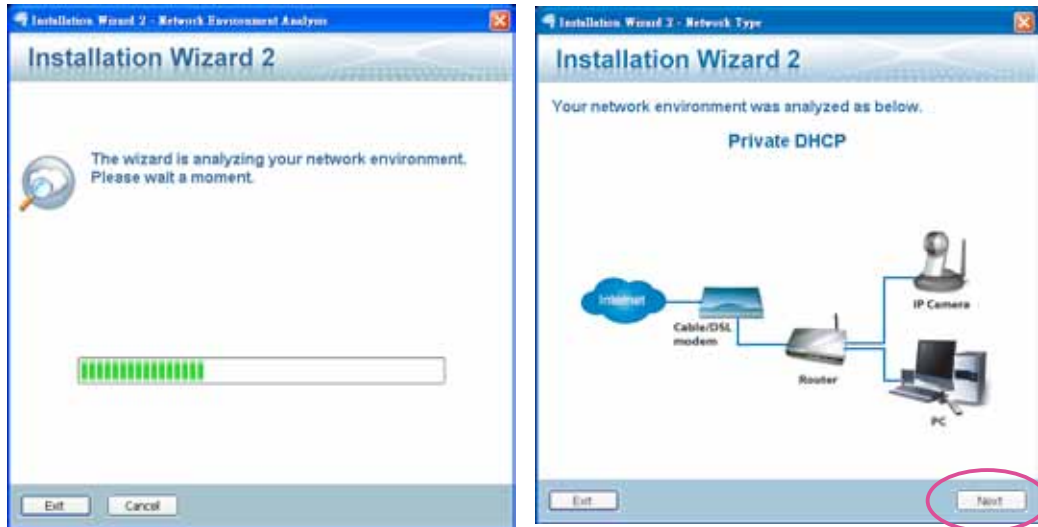 Installation Wizard 2 - Network Environment Analysis
Installation Wizard 2
The wizard is analyzing your network environment.
Please wait a moment.
Exit
Cancel
Installation Wizard 2 - Network Type
Installation Wizard 2
Your network environment was analyzed as below.
Private DHCP
Internet
Cable/DSL
modem
Router
IP Camera
PC
Exit
Next